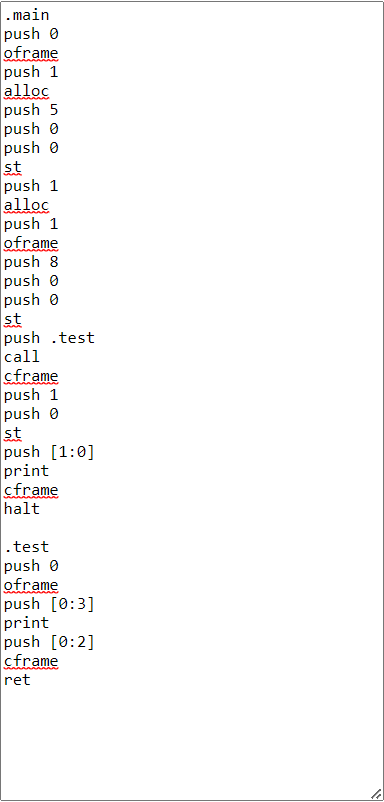 .main
push 0
oframe
push 1
alloc
push 5
push 0
push 0
st
push 1
alloc
push 1
oframe
push 8
push 0
push 0
st
push .test
call
cframe
push 1
push 0
st
push [1:0]
print
cframe
halt

.test
push 0
oframe
push [0:3]
print
push [0:2]
cframe
ret